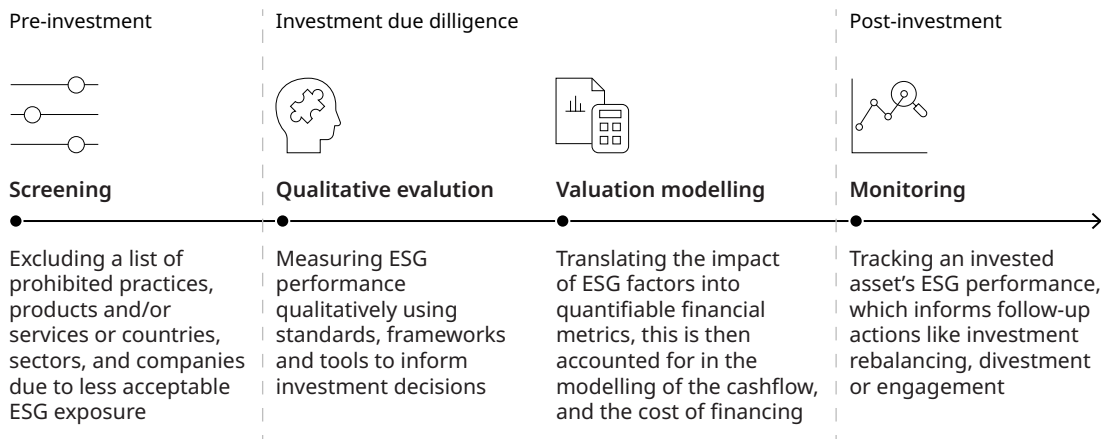 Pre-investment
Investment due dilligence
Post-investment
Screening
Excluding a list of
prohibited practices,
products and/or
services or countries,
sectors, and companies
due to less acceptable
ESG exposure
Qualitative evalution
Measuring ESG
performance
qualitatively using
standards, frameworks
and tools to inform
investment decisions
Valuation modelling
Translating the impact
of ESG factors into
quantifiable financial
metrics, this is then
accounted for in the
modelling of the cashflow,
and the cost of financing
Monitoring
Tracking an invested
asset’s ESG performance,
which informs follow-up
actions like investment
rebalancing, divestment
or engagement